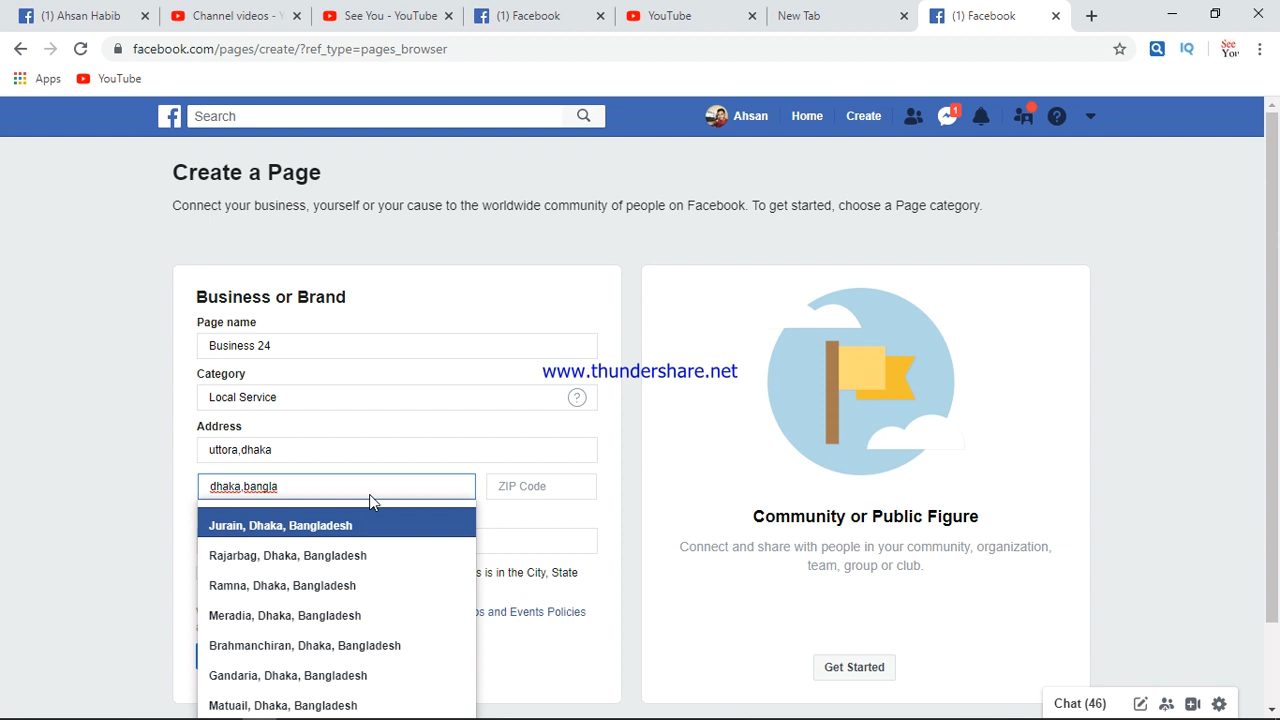 (1) Ahsan Habib
Channel videos - Y
See You - YouTube
(1) Facebook
YouTube
New Tab
(1) Facebook
facebook.com/pages/create/?ref_type=pages_browser
IQ
See You
Apps
YouTube
Search
Ahsan
Home
Create
1
Create a Page
Connect your business, yourself or your cause to the worldwide community of people on Facebook. To get started, choose a Page category.
Business or Brand
Page name
Business 24
Category
Local Service
?
Address
uttora,dhaka
dhaka,bangla
ZIP Code
Jurain, Dhaka, Bangladesh
Rajarbag, Dhaka, Bangladesh
s is in the City, State
Ramna, Dhaka, Bangladesh
Meradia, Dhaka, Bangladesh
and Events Policies
Brahmanchiran, Dhaka, Bangladesh
Gandaria, Dhaka, Bangladesh
Matuail, Dhaka, Bangladesh
www.thundershare.net
Community or Public Figure
Connect and share with people in your community, organization,
team, group or club.
Get Started
Chat (46)